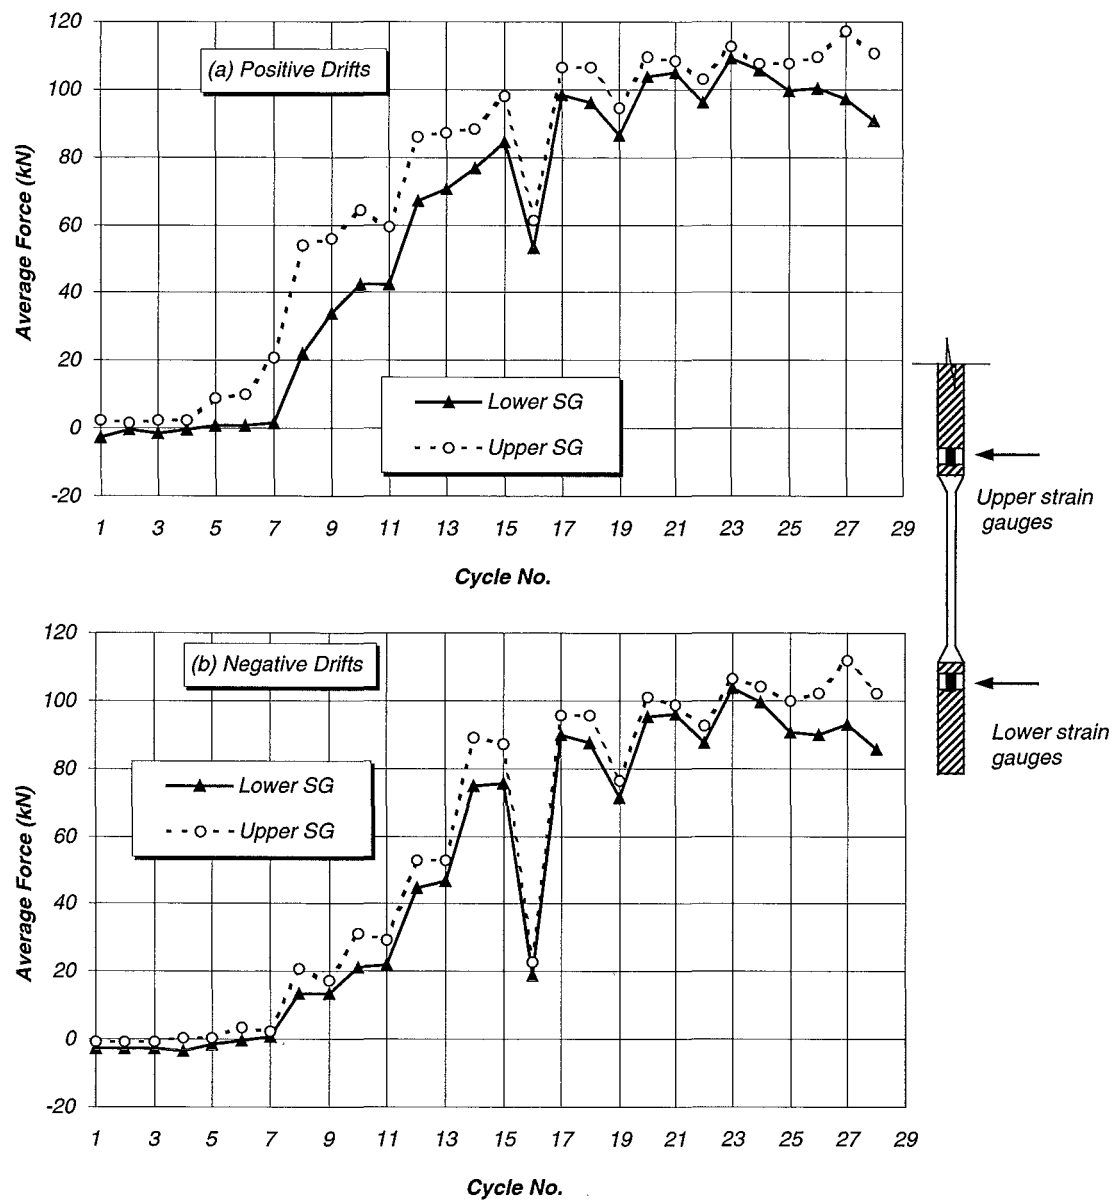 120
100
80
60
40
20
0
-20
Average Force (kN)
(a) Positive Drifts
Lower SG
Upper SG
1 3 5 7 9 11 13 15 17 19 21 23 25 27 29
Cycle No.
Upper strain
gauges
120
100
80
60
40
20
0
-20
Average Force (kN)
(b) Negative Drifts
Lower SG
Upper SG
1 3 5 7 9 11 13 15 17 19 21 23 25 27 29
Cycle No.
Lower strain
gauges